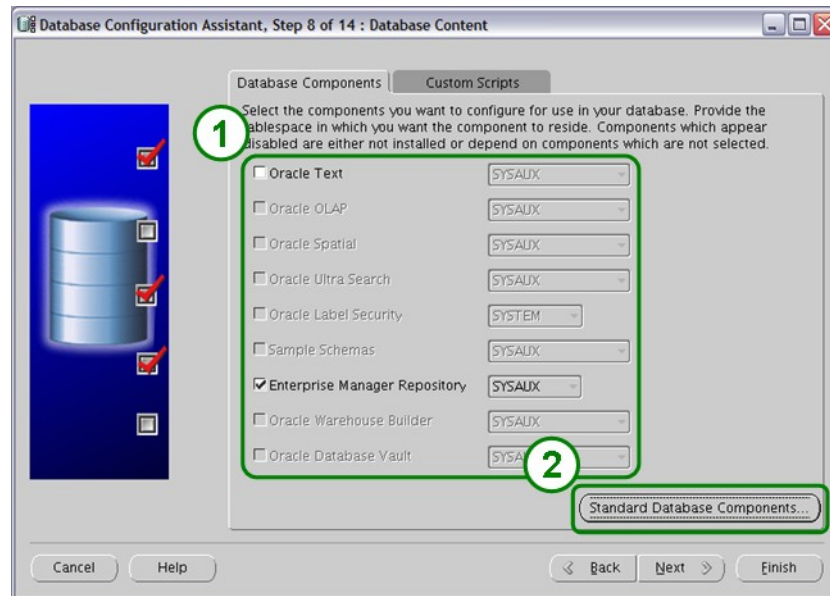 Database Configuration Assistant, Step 8 of 14 : Database Content
Database Components
Custom Scripts
Select the components you want to configure for use in your database. Provide the
tablespace in which you want the component to reside. Components which appear
disabled are either not installed or depend on components which are not selected.
1
Oracle Text SYSAUX
Oracle OLAP SYSAUX
Oracle Spatial SYSAUX
Oracle Ultra Search SYSAUX
Oracle Label Security SYSTEM
Sample Schemas SYSAUX
Enterprise Manager Repository SYSAUX
Oracle Warehouse Builder SYSAUX
Oracle Database Vault SYSA
2
Standard Database Components...
Cancel Help Back Next Finish